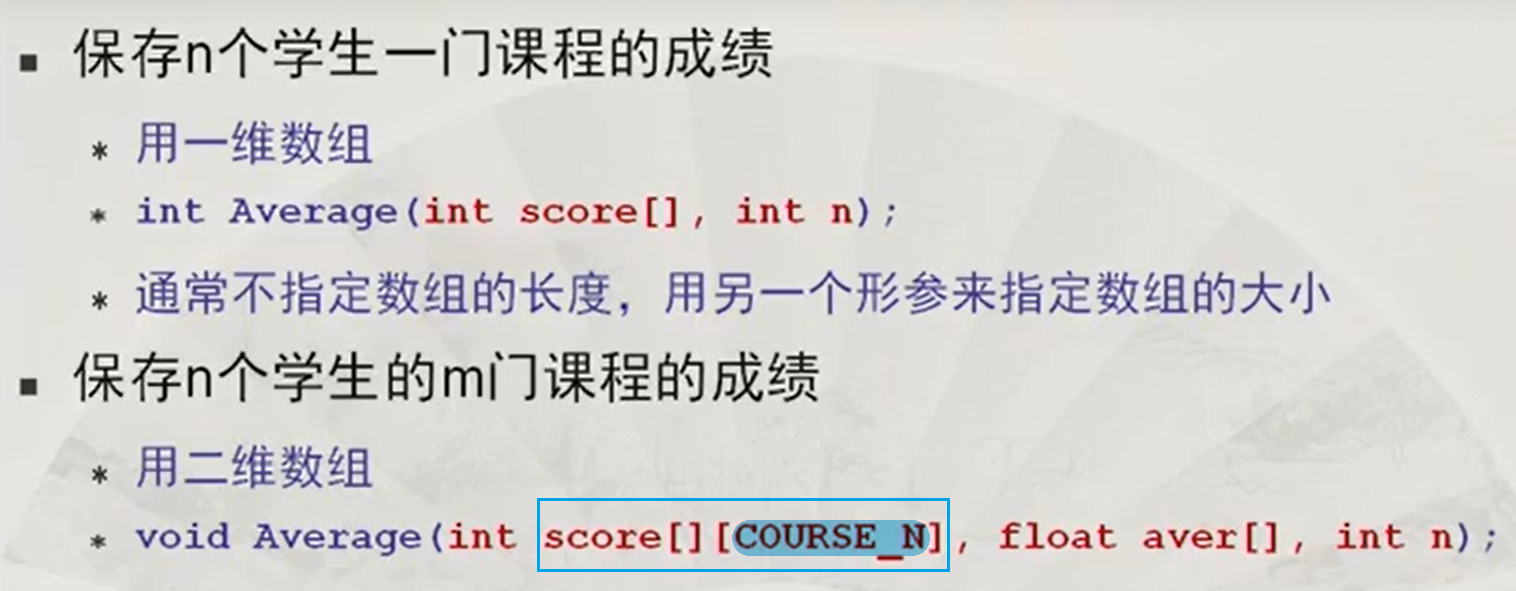 ▪ 保存n个学生一门课程的成绩
* 用一维数组
* int Average(int score[], int n);
* 通常不指定数组的长度，用另一个形参来指定数组的大小
▪ 保存n个学生的m门课程的成绩
* 用二维数组
* void Average(int score[][COURSE_N], float aver[], int n);